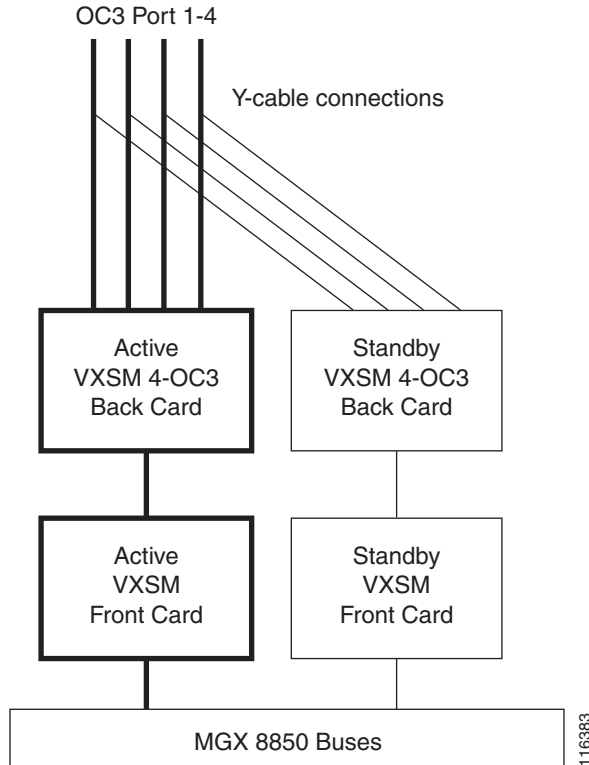 OC3 Port 1-4
Y-cable connections
Active
VXSM 4-OC3
Back Card
Standby
VXSM 4-OC3
Back Card
Active
VXSM
Front Card
Standby
VXSM
Front Card
MGX 8850 Buses
116383